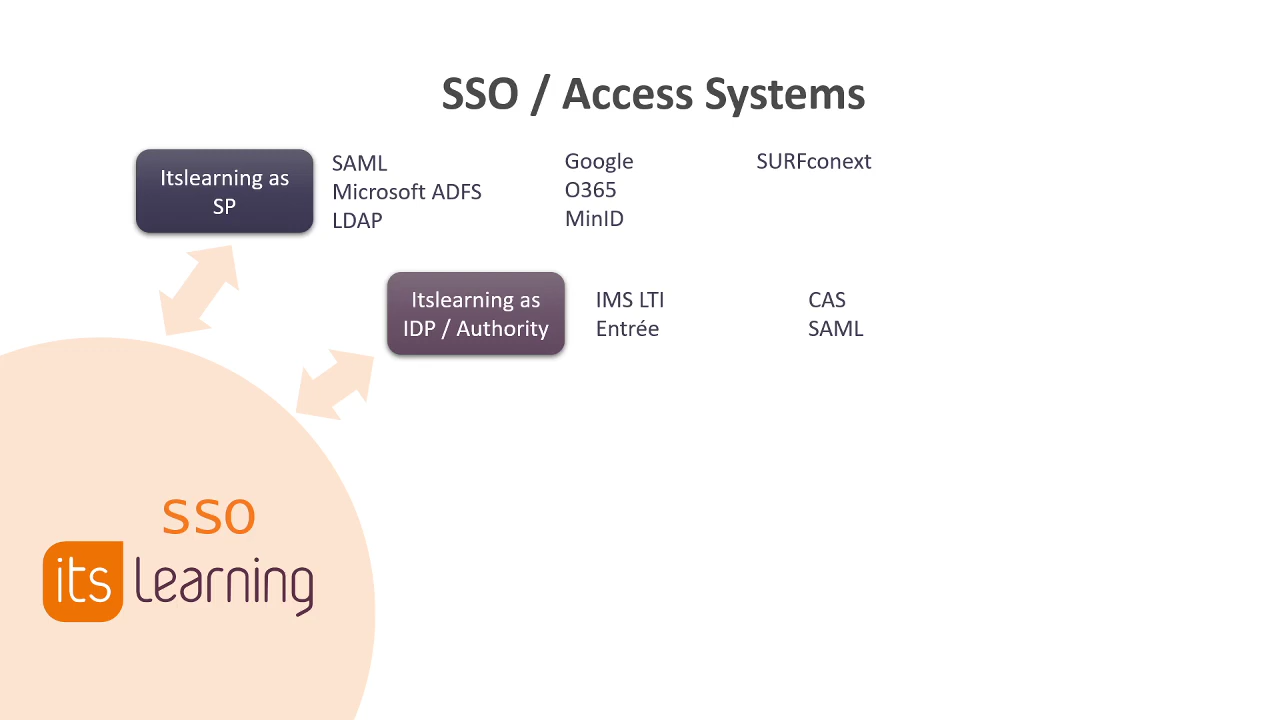 SSO / Access Systems
Itslearning as
SP
SAML
Microsoft ADFS
LDAP
Google
O365
MinID
SURFconext
Itslearning as
IDP / Authority
IMS LTI
Entrée
CAS
SAML
sso
its learning